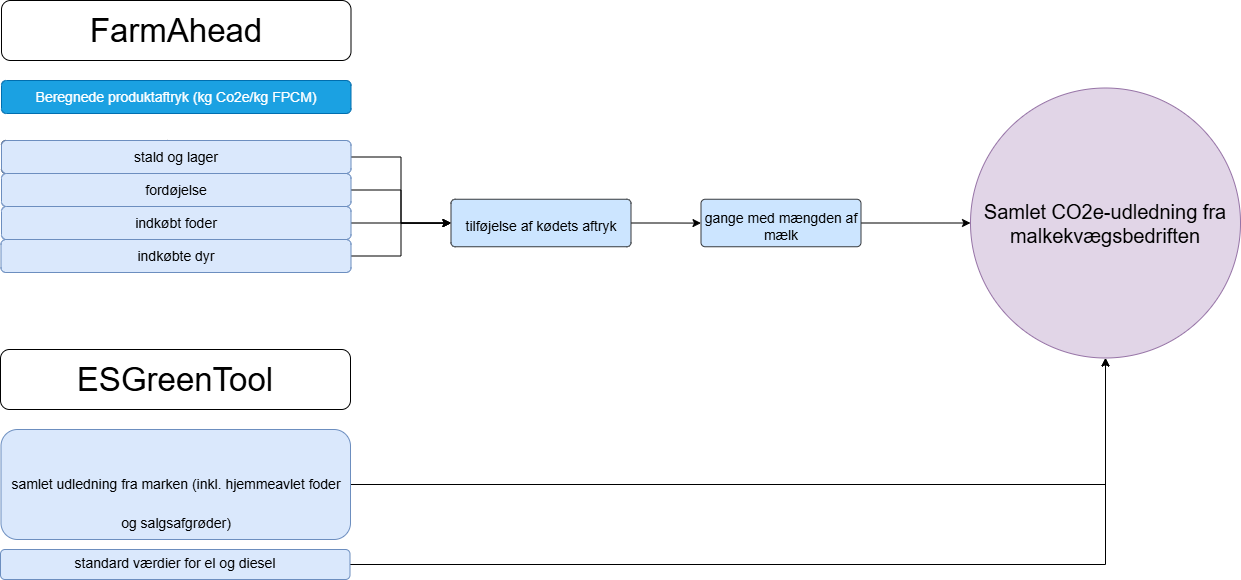 FarmAhead
Beregnede produktaftryk (kg Co2e/kg FPCM)
stald og lager
fordøjelse
indkøbt foder
indkøbte dyr
tilføjelse af kødets aftryk
gange med mængden af
mælk
Samlet CO2e-udledning fra
malkekvægsbedriften
ESGreenTool
samlet udledning fra marken (inkl. hjemmeavlet foder
og salgsafgrøder)
standard værdier for el og diesel